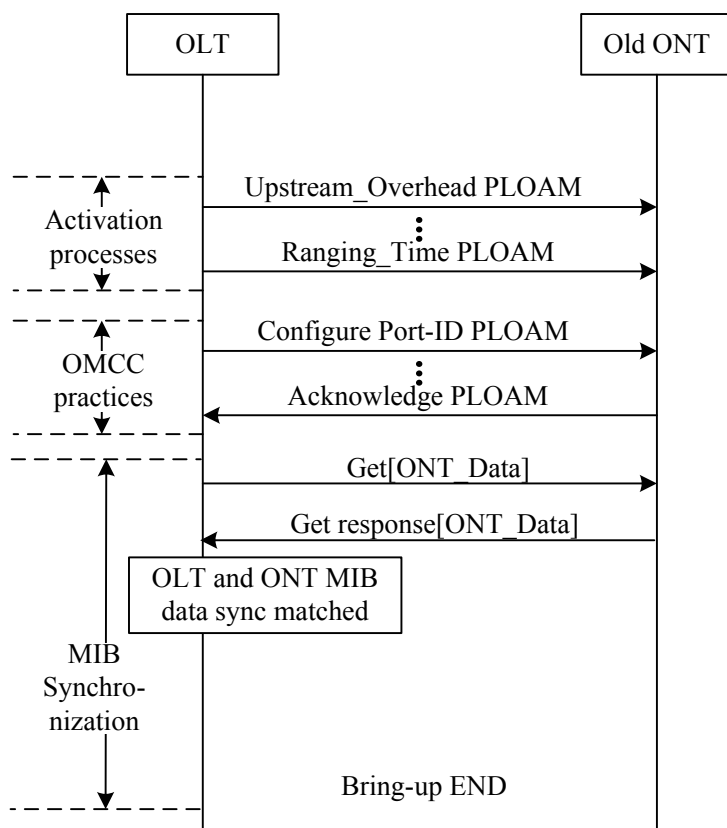 OLT
Old ONT
Upstream_Overhead PLOAM
Activation
processes
Ranging_Time PLOAM
Configure Port-ID PLOAM
OMCC
practices
Acknowledge PLOAM
Get[ONT_Data]
Get response[ONT_Data]
OLT and ONT MIB
data sync matched
MIB
Synchro-
nization
Bring-up END